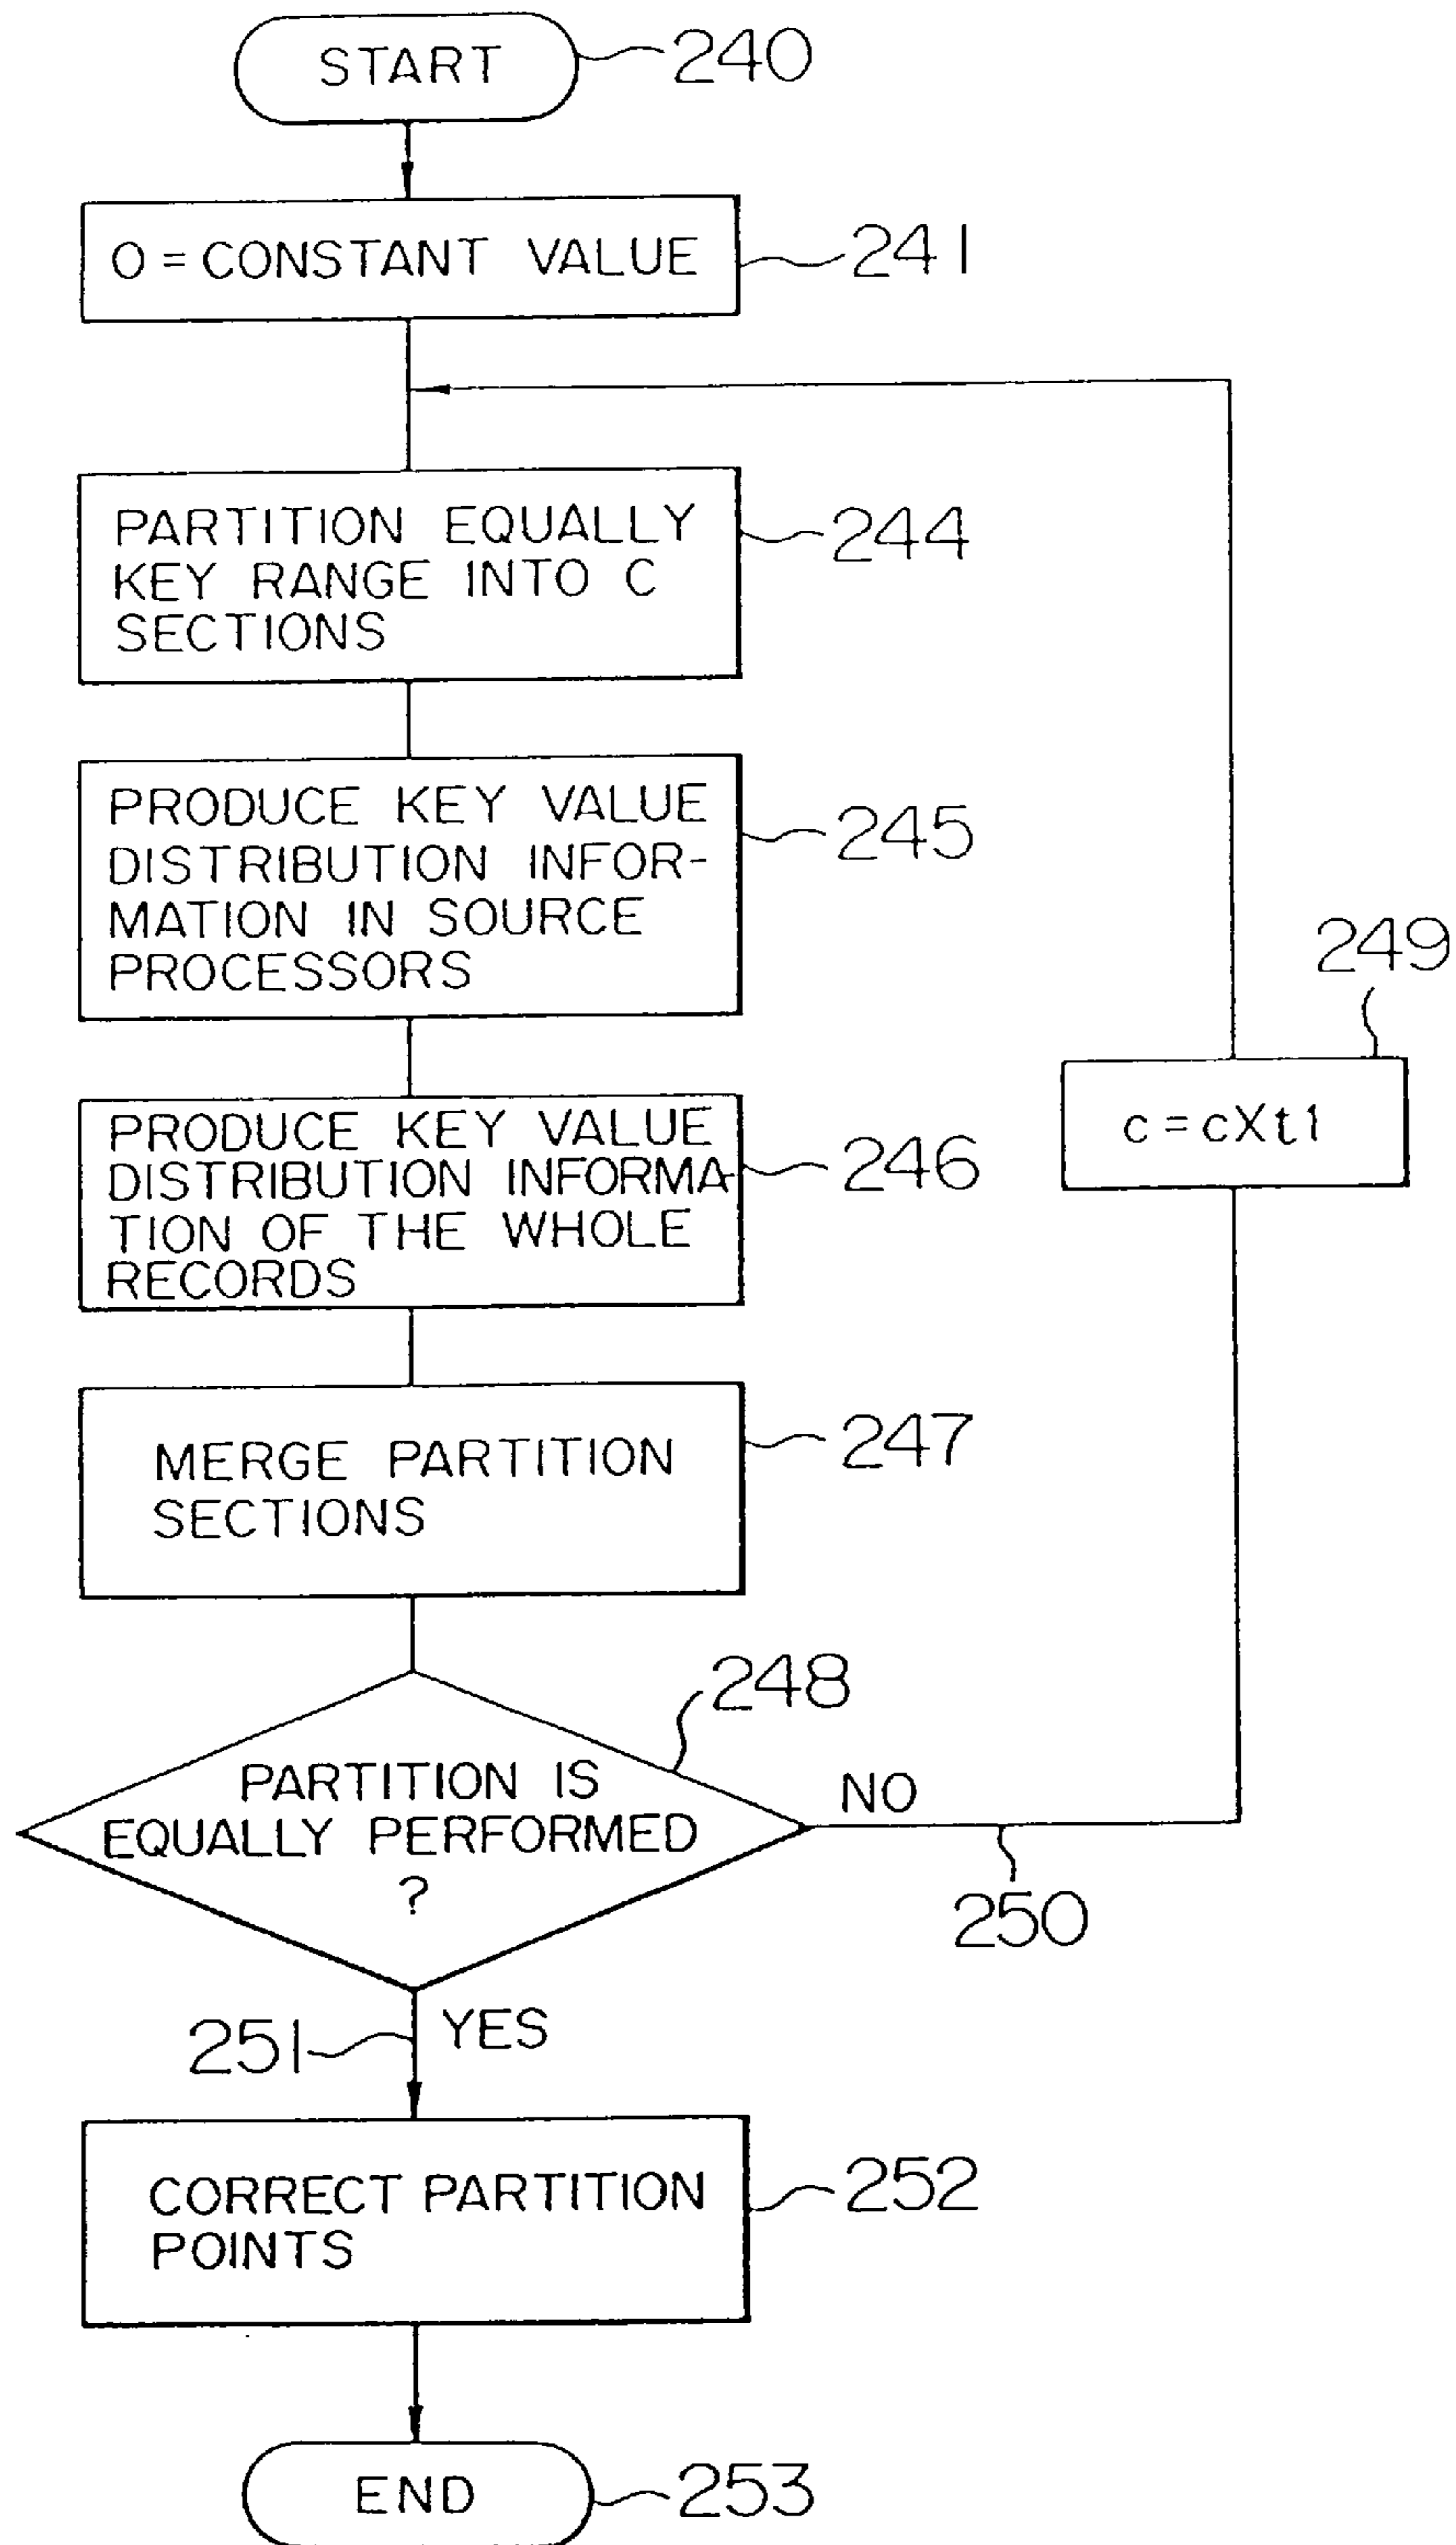 START
240
O = CONSTANT VALUE
241
PARTITION EQUALLY
KEY RANGE INTO C
SECTIONS
244
PRODUCE KEY VALUE
DISTRIBUTION INFOR-
MATION IN SOURCE
PROCESSORS
245
PRODUCE KEY VALUE
DISTRIBUTION INFORMA-
TION OF THE WHOLE
RECORDS
246
249
c = cXt1
MERGE PARTITION
SECTIONS
247
PARTITION IS
EQUALLY PERFORMED
?
248
NO
250
251
YES
CORRECT PARTITION
POINTS
252
END
253